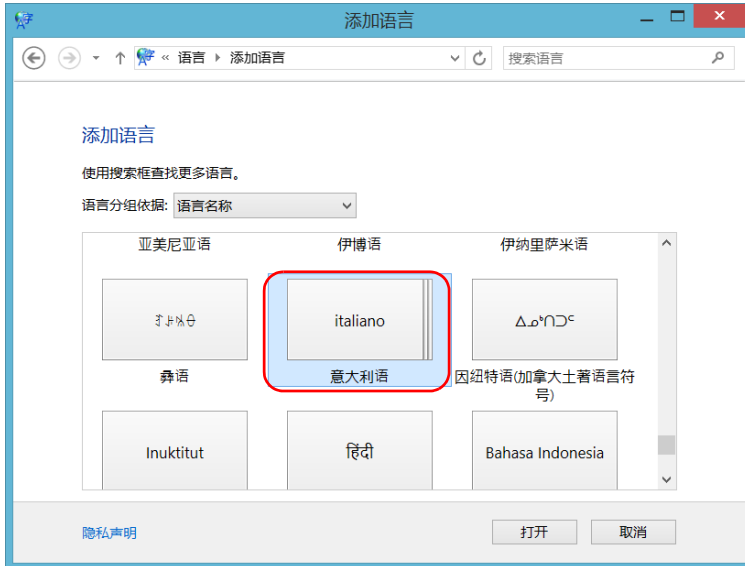 添加语言
« 语言 ▸ 添加语言
搜索语言
添加语言
使用搜索框查找更多语言。
语言分组依据: 语言名称
亚美尼亚语 伊博语 伊纳里萨米语
ꆈꌠꁱꂷ italiano ᐃᓄᒃᑎᑐᑦ
彝语 意大利语 因纽特语(加拿大土著语言符
号)
Inuktitut हिंदी Bahasa Indonesia
隐私声明
打开 取消